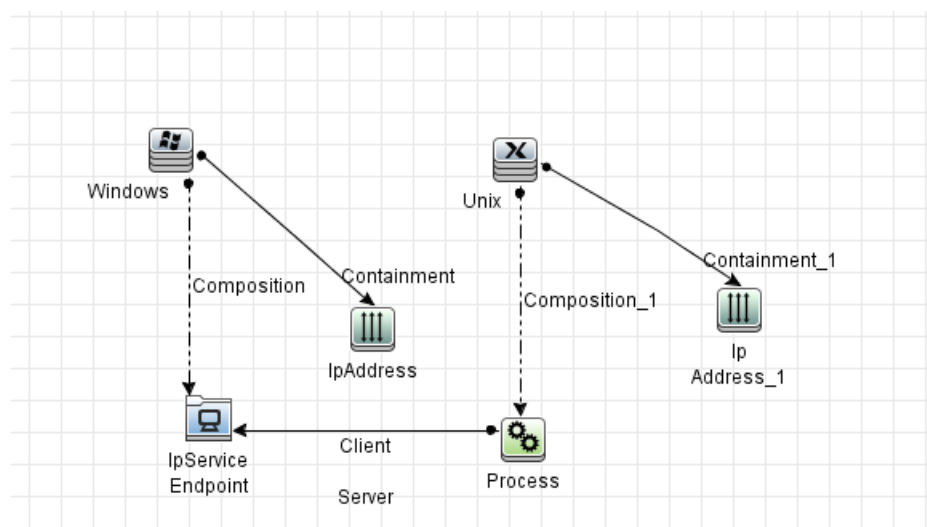 Windows
Unix
Composition
Containment
Composition_1
Containment_1
IpAddress
Ip
Address_1
IpService
Endpoint
Client
Server
Process